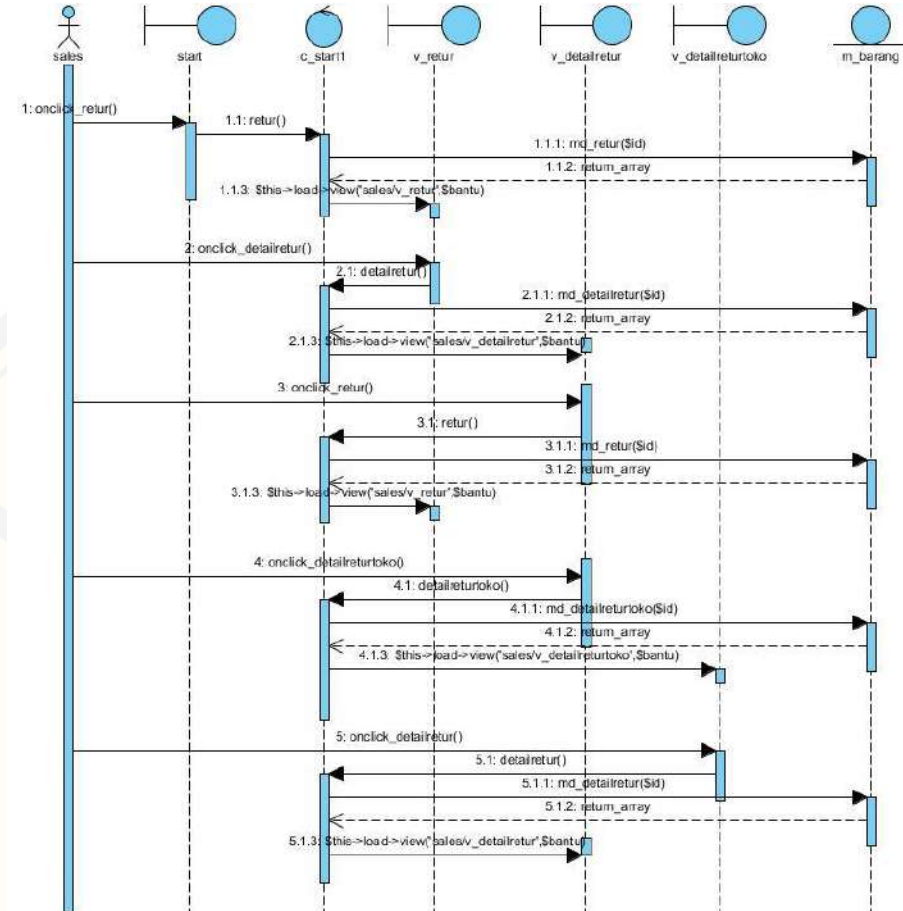 sales
start
c_start1
v_retur
v_detailretur
v_detailreturtoko
m_barang
1: onclick_retur()
1.1: retur()
1.1.1: md_retur($id)
1.1.2: return_array
1.1.3: $this->load->view("sales/v_retur",$bantu)
2: onclick_detailretur()
2.1: detailretur()
2.1.1: md_detailretur($id)
2.1.2: return_array
2.1.3: $this->load->view("sales/v_detailretur",$bantu)
3: onclick_retur()
3.1: retur()
3.1.1: md_retur($id)
3.1.2: return_array
3.1.3: $this->load->view("sales/v_retur",$bantu)
4: onclick_detailreturtoko()
4.1: detailreturtoko()
4.1.1: md_detailreturtoko($id)
4.1.2: return_array
4.1.3: $this->load->view("sales/v_detailreturtoko",$bantu)
5: onclick_detailretur()
5.1: detailretur()
5.1.1: md_detailretur($id)
5.1.2: return_array
5.1.3: $this->load->view("sales/v_detailretur",$bantu)